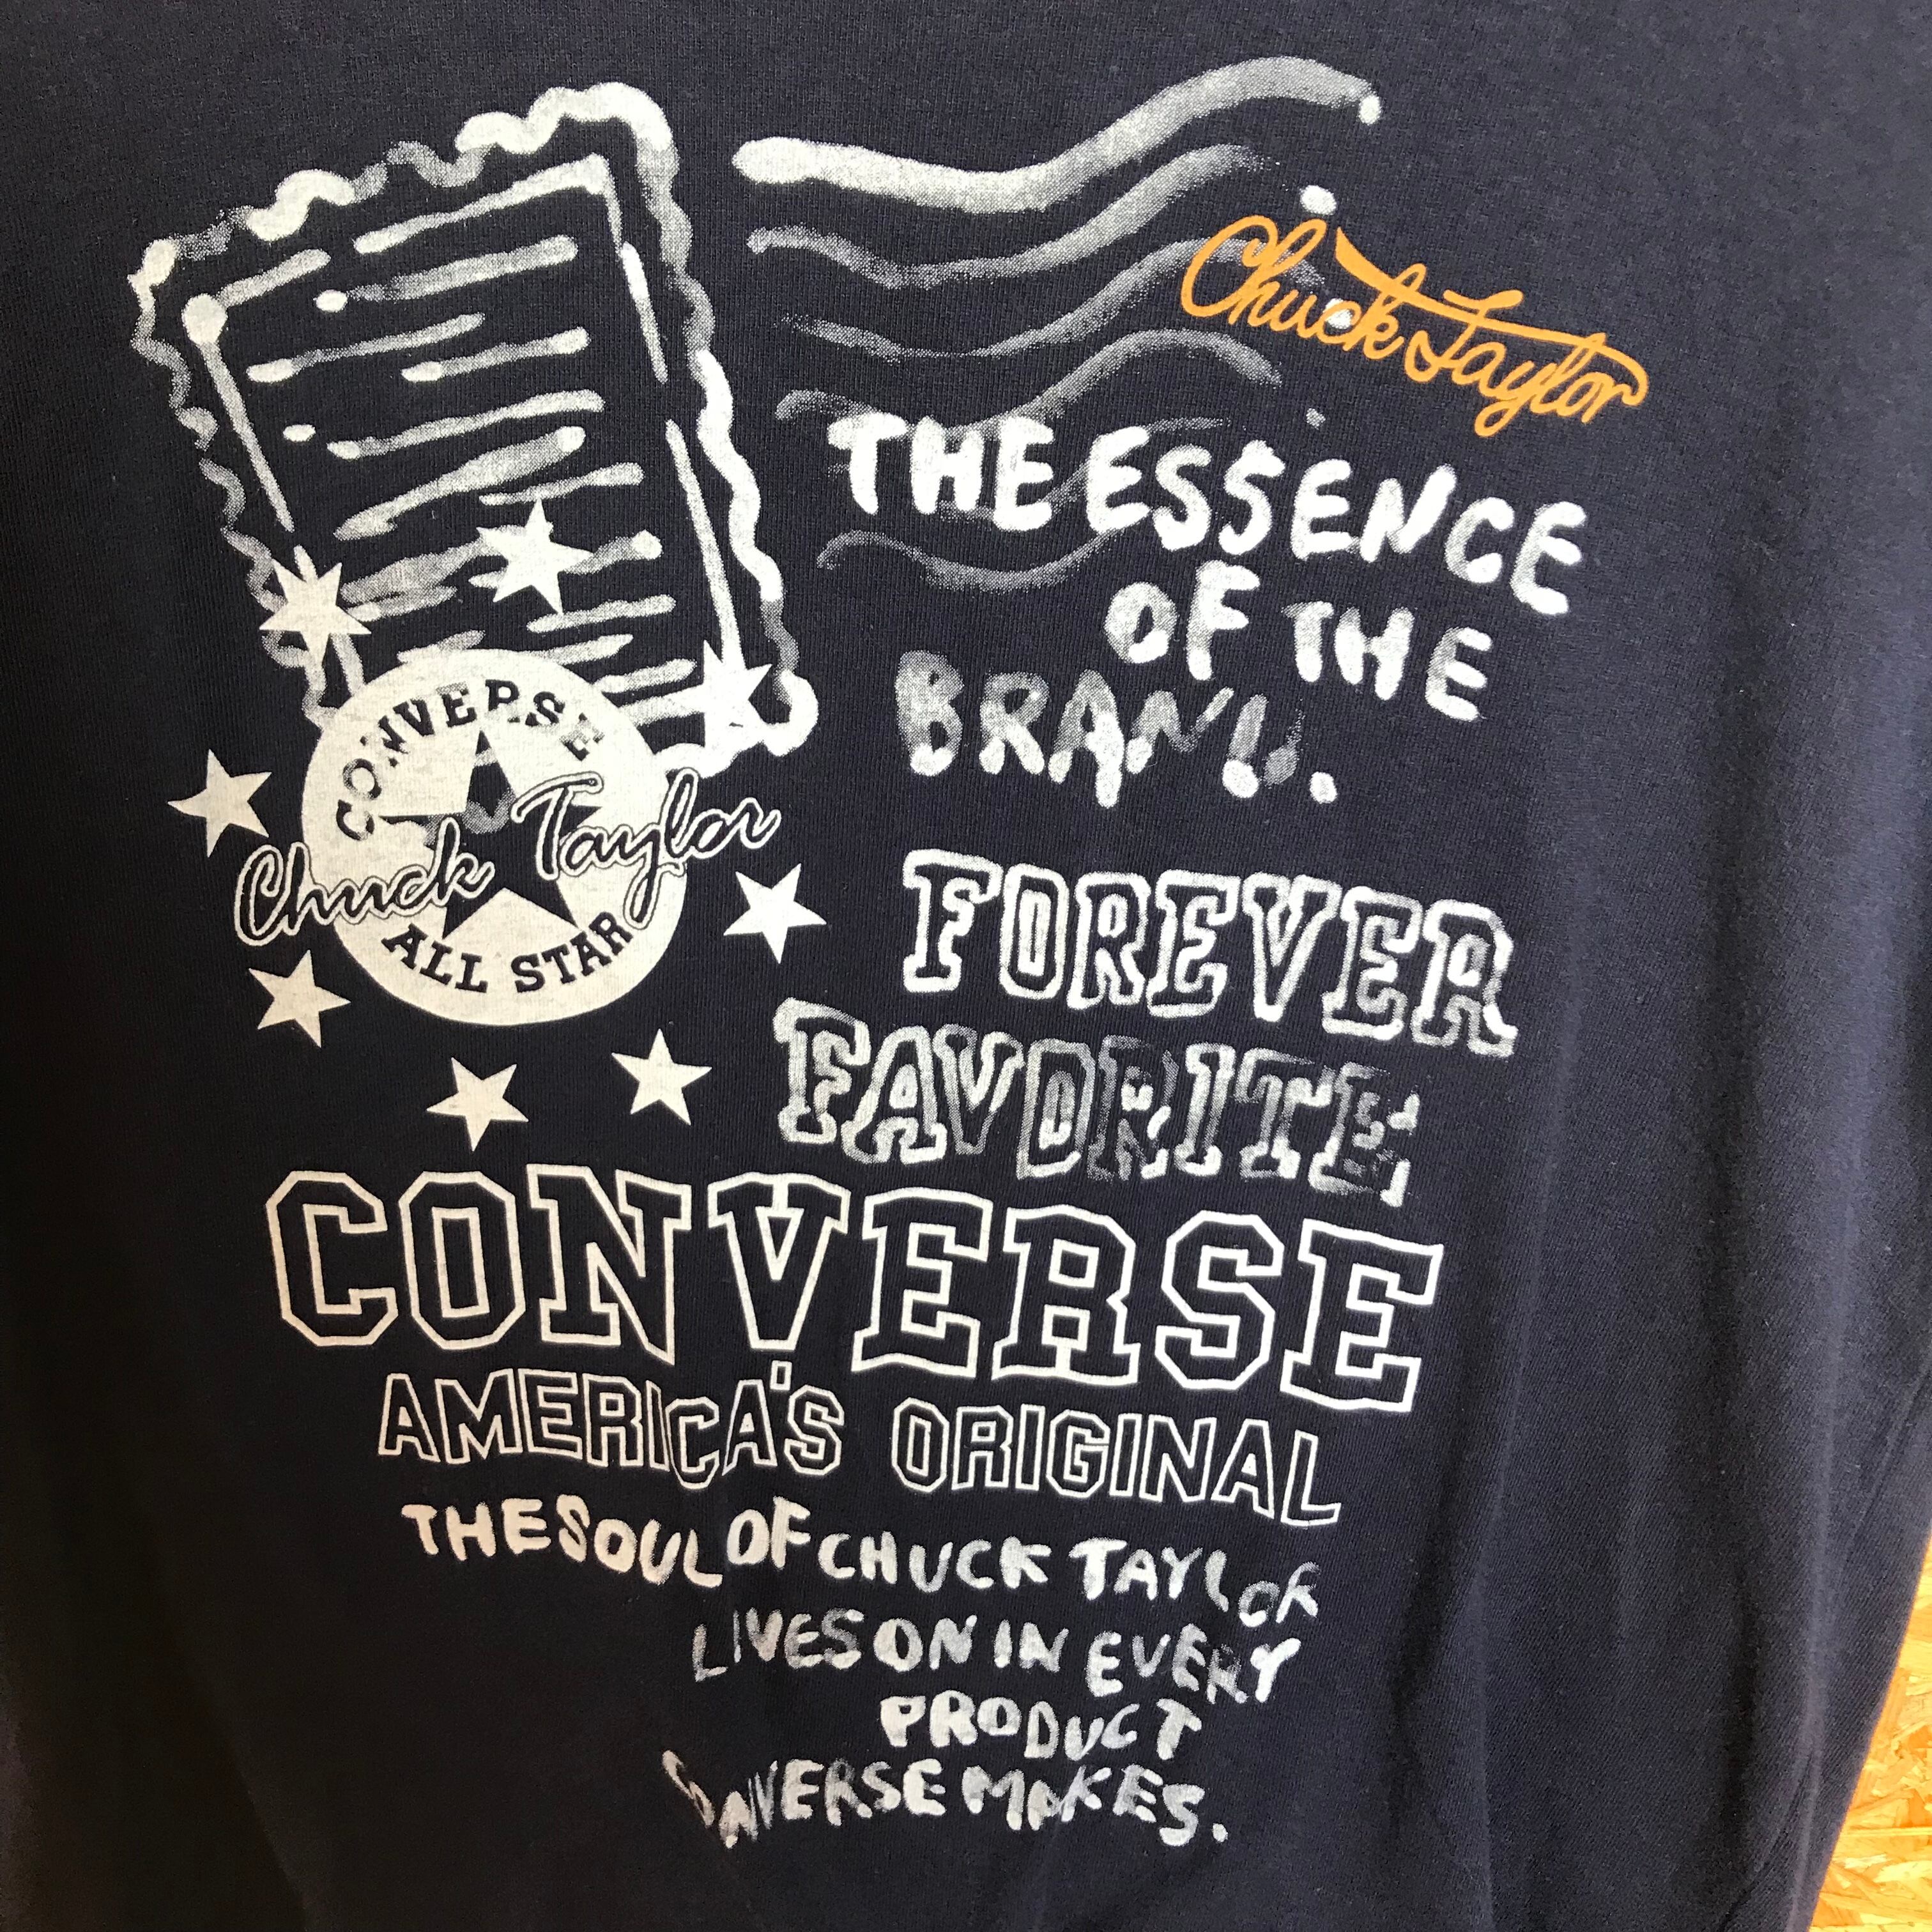 Chuck Taylor
THE ESSENCE
OF THE
BRAND.
CONVERSE
Chuck Taylor
ALL STAR
FOREVER
FAVORITE
CONVERSE
AMERICA'S ORIGINAL
THE SOUL OF CHUCK TAYLOR
LIVES ON IN EVERY
PRODUCT
CONVERSE MAKES.